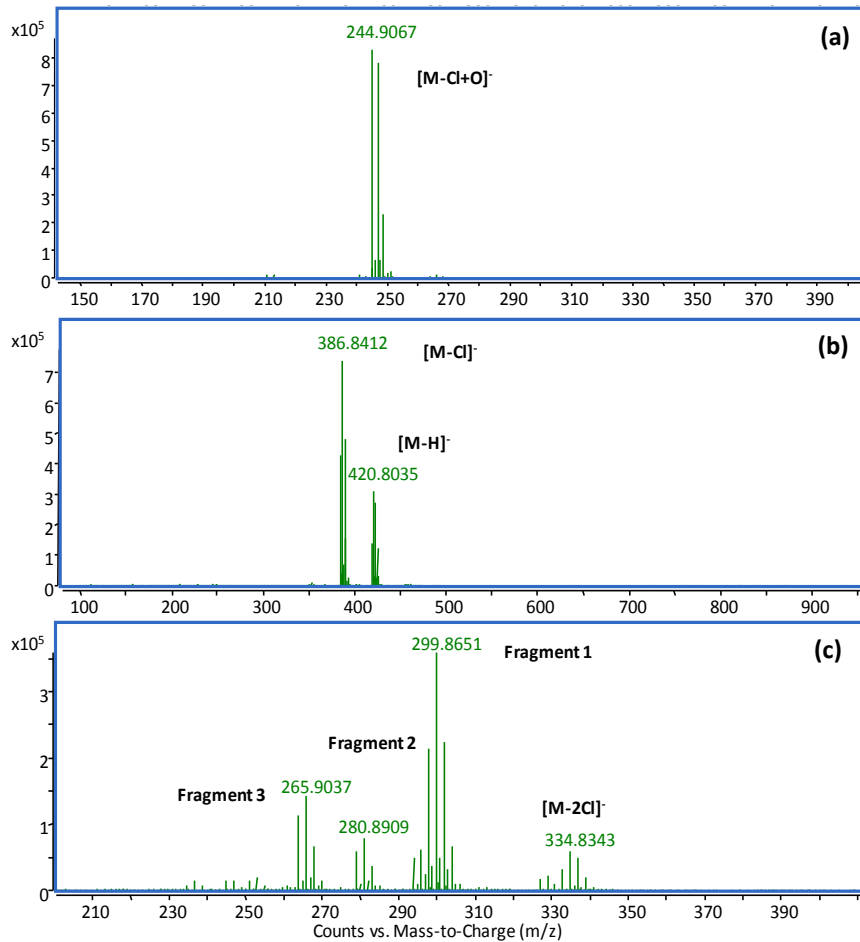 x10⁵
244.9067
(a)
[M-Cl+O]⁻
8
7
6
5
4
3
2
1
0
150 170 190 210 230 250 270 290 310 330 350 370 390
x10⁵
386.8412
[M-Cl]⁻
(b)
[M-H]⁻
420.8035
7
6
5
4
3
2
1
0
100 200 300 400 500 600 700 800 900
x10⁵
299.8651
Fragment 1
(c)
Fragment 2
Fragment 3
265.9037
280.8909
[M-2Cl]⁻
334.8343
3
2
1
0
210 230 250 270 290 310 330 350 370 390
Counts vs. Mass-to-Charge (m/z)